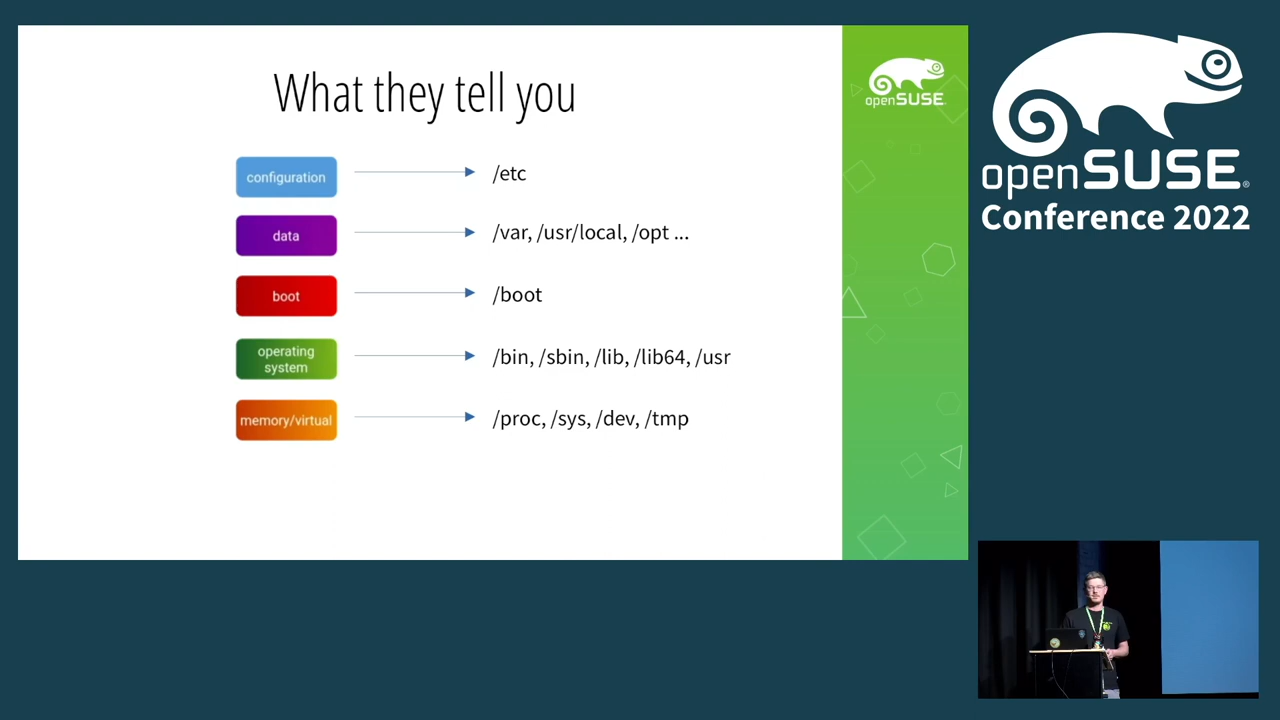 What they tell you
configuration
/etc
data
/var, /usr/local, /opt ...
boot
/boot
operating
system
/bin, /sbin, /lib, /lib64, /usr
memory/virtual
/proc, /sys, /dev, /tmp
openSUSE
openSUSE
Conference 2022